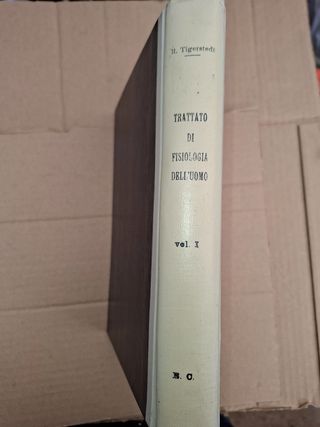 R. Tigerstedt
TRATTATO
DI
FISIOLOGIA
DELL'UOMO
vol. I
E. C.